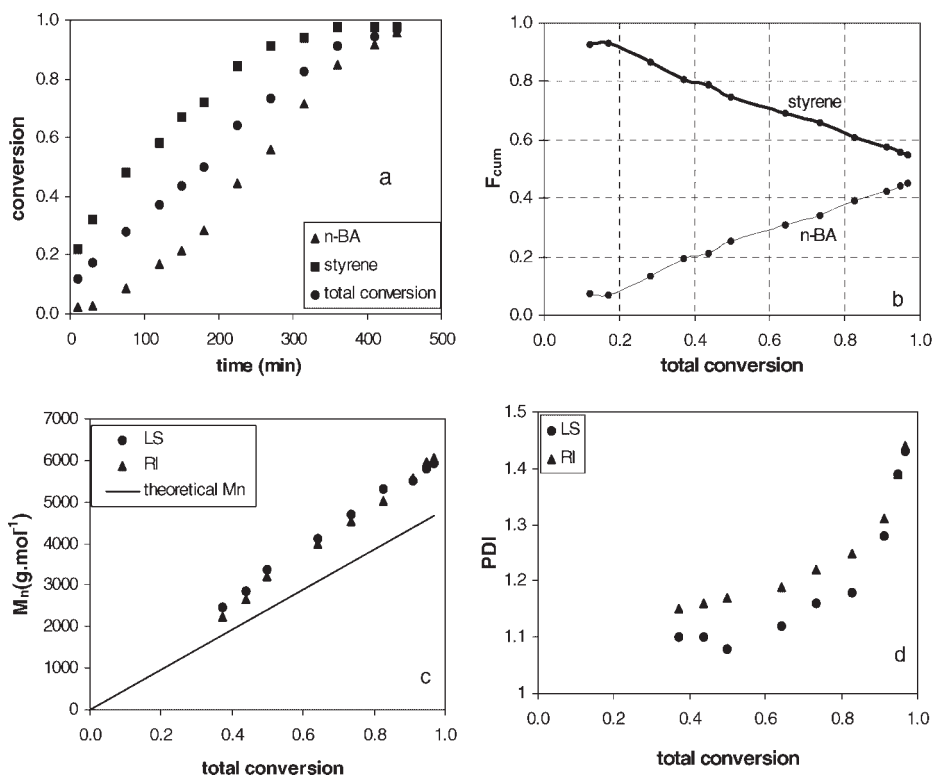 1.0
0.8
0.6
0.4
0.2
0.0
conversion
a
n-BA
styrene
total conversion
0
100
200
300
400
500
time (min)
1.0
0.8
0.6
0.4
0.2
0.0
Fcum
styrene
n-BA
b
0.0
0.2
0.4
0.6
0.8
1.0
total conversion
7000
6000
5000
4000
3000
2000
1000
0
Mn(g.mol⁻¹)
LS
RI
theoretical Mn
c
0.0
0.2
0.4
0.6
0.8
1.0
total conversion
1.5
1.4
1.3
1.2
1.1
1
PDI
LS
RI
d
0.0
0.2
0.4
0.6
0.8
1.0
total conversion